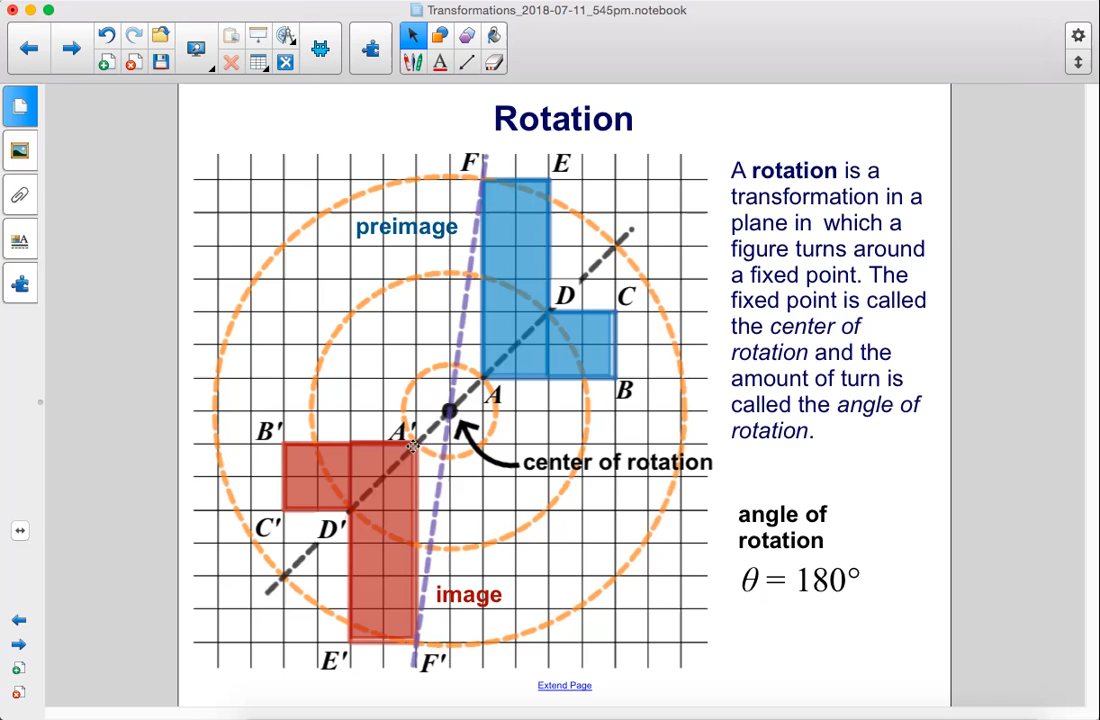 Transformations_2018-07-11_545pm.notebook
Rotation
F
E
preimage
A rotation is a
transformation in a
plane in which a
figure turns around
a fixed point. The
fixed point is called
the center of
rotation and the
amount of turn is
called the angle of
rotation.
D
C
A
B
B'
A'
center of rotation
C'
D'
image
E'
F'
angle of
rotation
θ = 180°
Extend Page